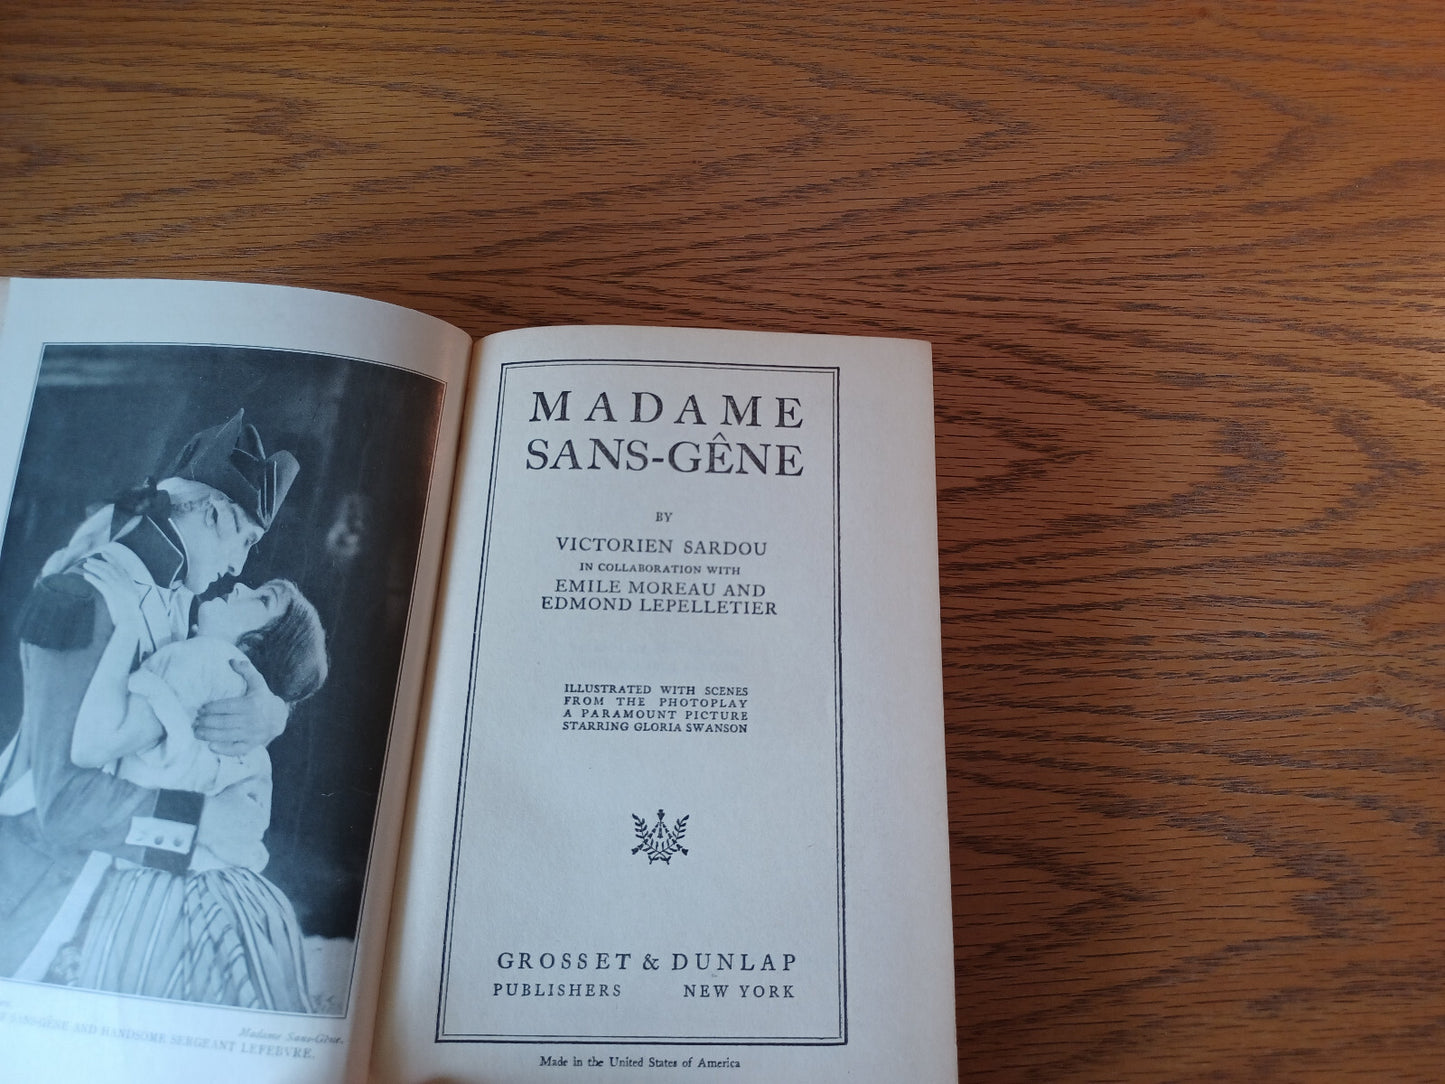 Madame Sans-Gêne.
SANS-GÊNE AND HANDSOME SERGEANT LEFEBVRE.
MADAME
SANS-GÊNE
BY
VICTORIEN SARDOU
IN COLLABORATION WITH
EMILE MOREAU AND
EDMOND LEPELLETIER
ILLUSTRATED WITH SCENES
FROM THE PHOTOPLAY
A PARAMOUNT PICTURE
STARRING GLORIA SWANSON
GROSSET & DUNLAP
PUBLISHERS NEW YORK
Made in the United States of America